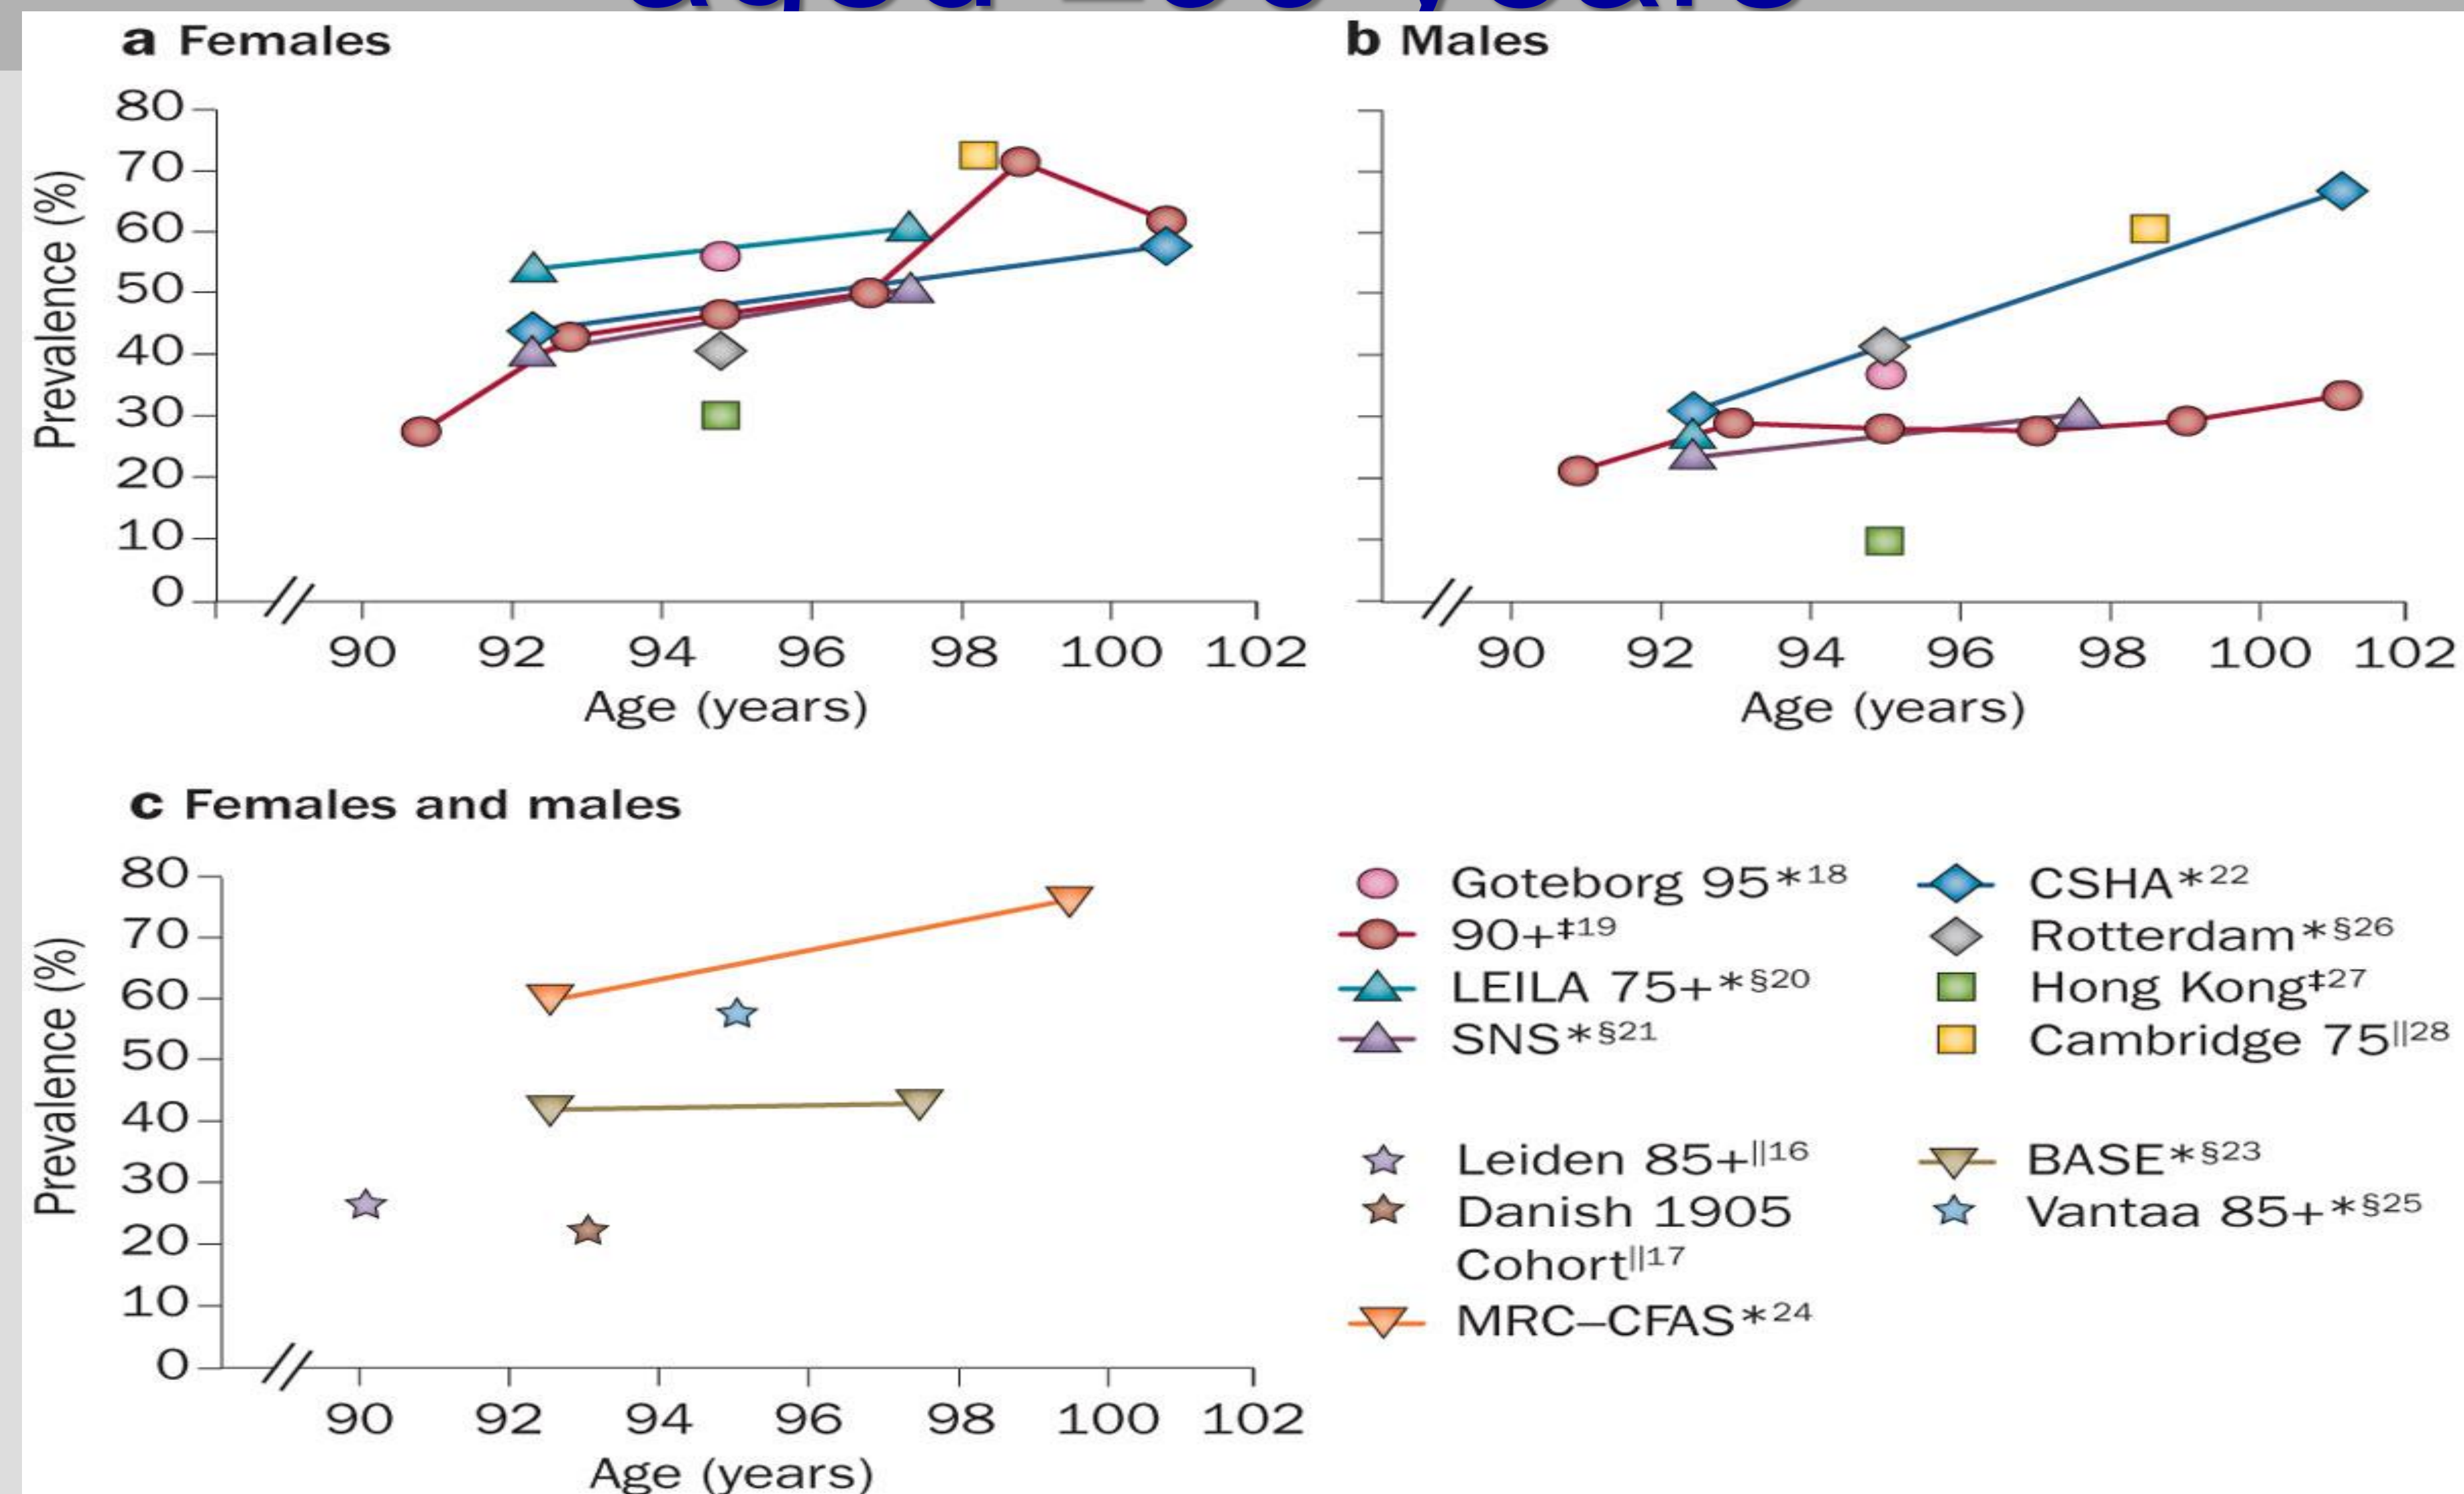 a Females
Prevalence (%)
80
70
60
50
40
30
20
10
0
90 92 94 96 98 100 102
Age (years)
b Males
90 92 94 96 98 100 102
Age (years)
c Females and males
Prevalence (%)
80
70
60
50
40
30
20
10
0
90 92 94 96 98 100 102
Age (years)
Goteborg 95*18
90+‡19
LEILA 75+*§20
SNS*§21
CSHA*22
Rotterdam*§26
Hong Kong‡27
Cambridge 75||28
Leiden 85+||16
Danish 1905
Cohort||17
MRC–CFAS*24
BASE*§23
Vantaa 85+*§25